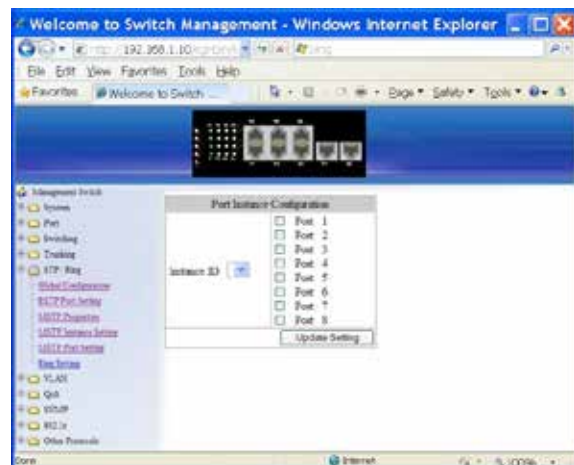 Welcome to Switch Management - Windows Internet Explorer
192.168.1.10
File Edit View Favorites Tools Help
Favorites Welcome to Switch ... Page Safety Tools
Management Switch
System
Port
Switching
Trunking
STP / Ring
Global Configuration
RSTP Port Setting
MSTP Properties
MSTP Instance Setting
MSTP Port Setting
Ring Setting
VLAN
QoS
SNMP
802.1x
Other Protocols
Port Instance Configuration
Instance ID
Port 1
Port 2
Port 3
Port 4
Port 5
Port 6
Port 7
Port 8
Update Setting
Done Internet 100%